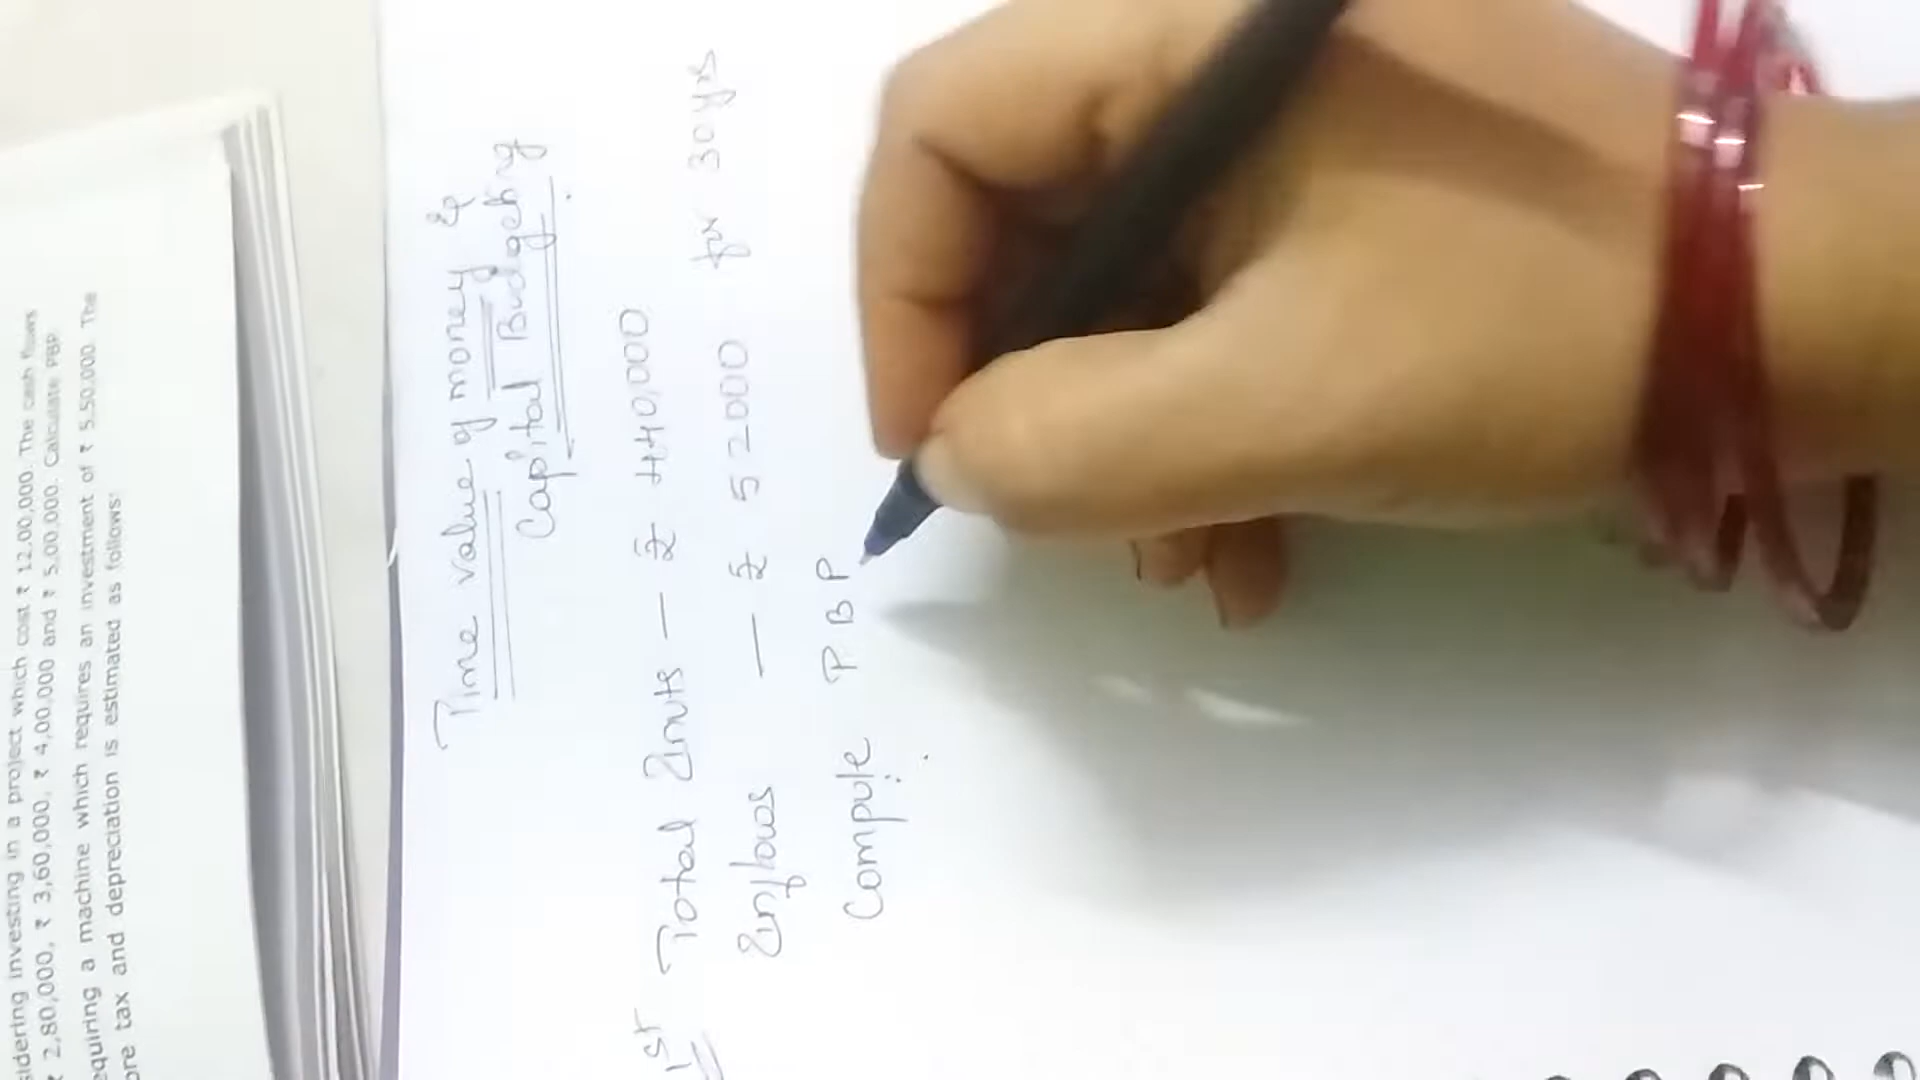 sidering investing in a project which cost ₹ 12,00,000. The cash flows
₹ 2,80,000, ₹ 3,60,000, ₹ 4,00,000 and ₹ 5,00,000. Calculate PBP
equiring a machine which requires an investment of ₹ 5,50,000. The
ore tax and depreciation is estimated as follows:
Time value of money &
Capital Budgeting
1st Total Invts — ₹ 440,000
Inflows — ₹ 52000 for 30 yrs
Compute PBP